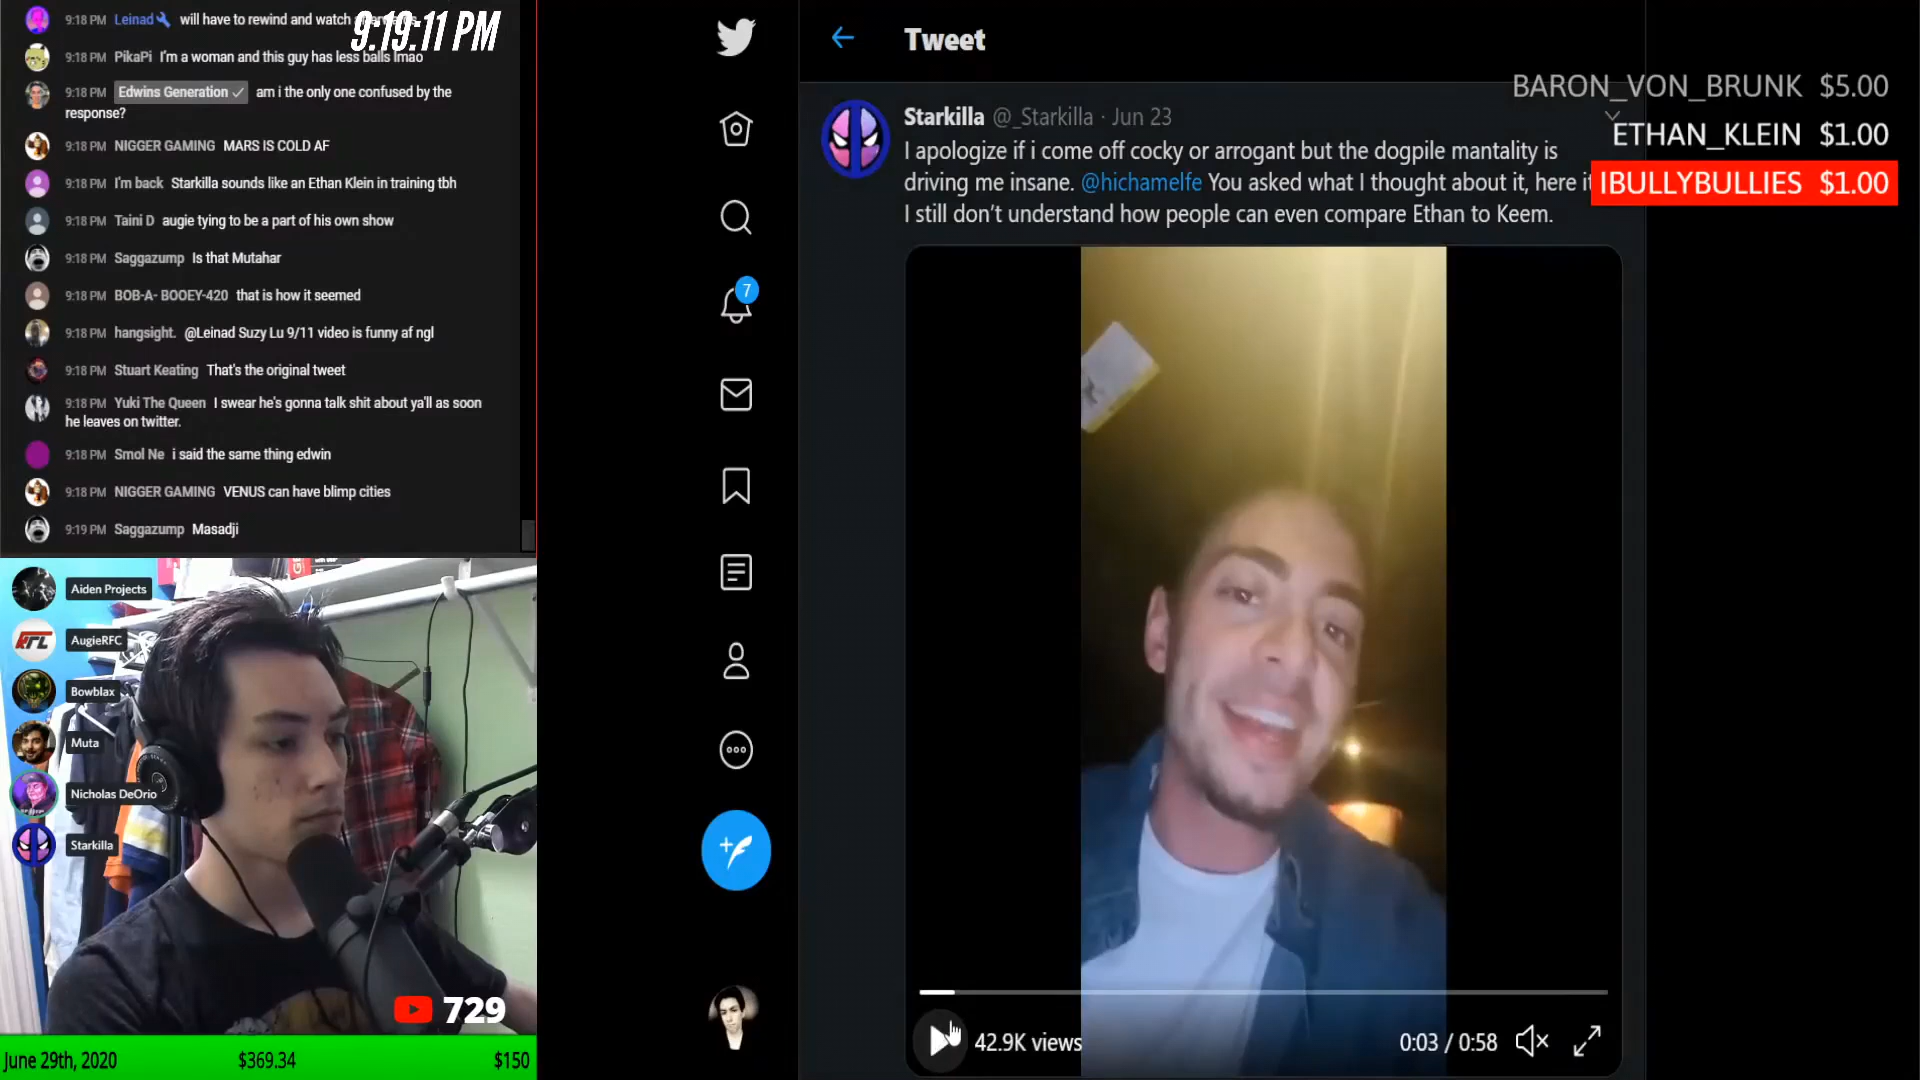 9:18 PM Leinad will have to rewind and watch
9:19:11 PM
9:18 PM PikaPi I'm a woman and this guy has less balls lmao
9:18 PM Edwins Generation am i the only one confused by the
response?
9:18 PM NIGGER GAMING MARS IS COLD AF
9:18 PM I'm back Starkilla sounds like an Ethan Klein in training tbh
9:18 PM Taini D augie tying to be a part of his own show
9:18 PM Saggazump Is that Mutahar
9:18 PM BOB-A- BOOEY-420 that is how it seemed
9:18 PM hangsight. @Leinad Suzy Lu 9/11 video is funny af ngl
9:18 PM Stuart Keating That's the original tweet
9:18 PM Yuki The Queen I swear he's gonna talk shit about ya'll as soon
he leaves on twitter.
9:18 PM Smol Ne i said the same thing edwin
9:18 PM NIGGER GAMING VENUS can have blimp cities
9:19 PM Saggazump Masadji
Aiden Projects
AugieRFC
Bowblax
Muta
Nicholas DeOrio
Starkilla
729
June 29th, 2020 $369.34 $150
7
Tweet
Starkilla @_Starkilla · Jun 23
I apologize if i come off cocky or arrogant but the dogpile mantality is
driving me insane. @hichamelfe You asked what I thought about it, here it
I still don't understand how people can even compare Ethan to Keem.
42.9K views
0:03 / 0:58
BARON_VON_BRUNK $5.00
ETHAN_KLEIN $1.00
IBULLYBULLIES $1.00